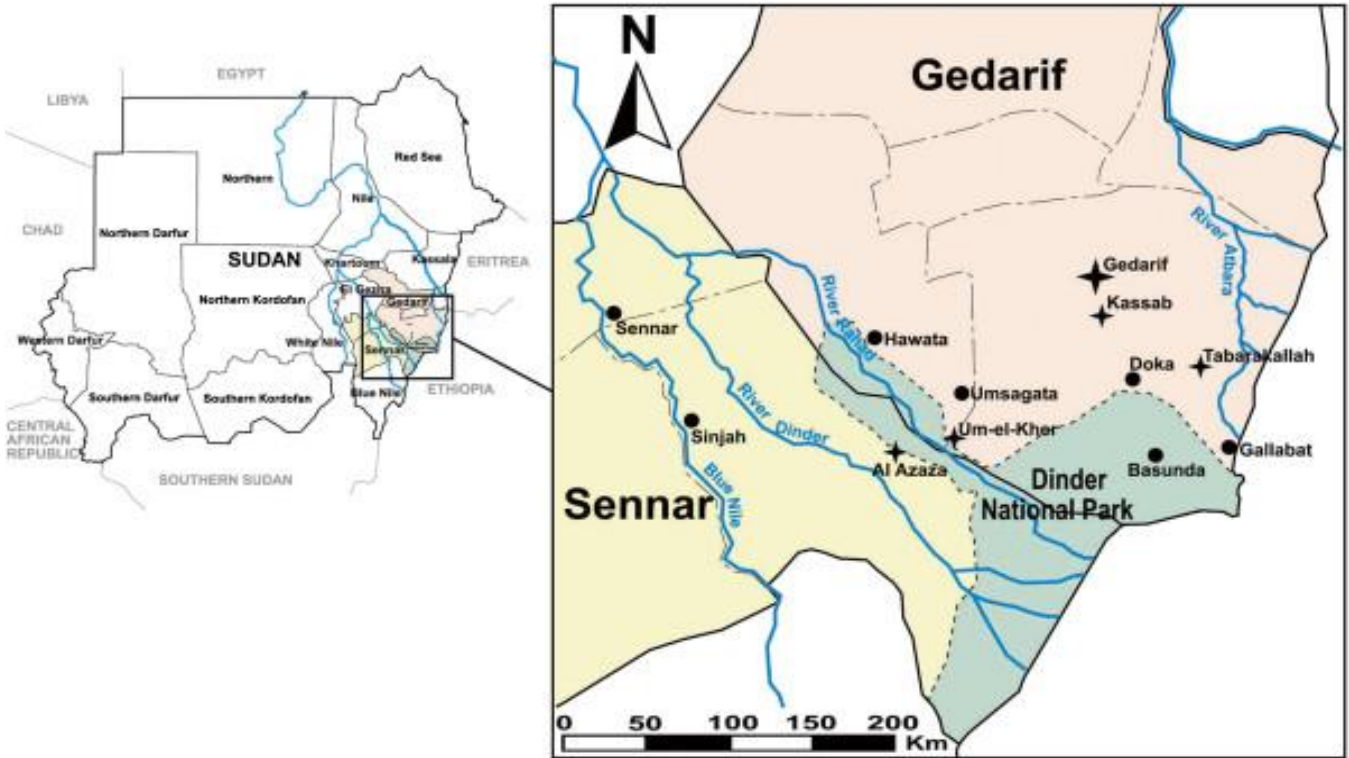 EGYPT
LIBYA
Red Sea
Northern
Nile
CHAD
Northern Darfur
SUDAN
Khartoum
Kassala
ERITREA
El Gezira
Northern Kordofan
Gedarif
Western Darfur
White Nile
Sennar
ETHIOPIA
Blue Nile
Southern Darfur
Southern Kordofan
CENTRAL
AFRICAN
REPUBLIC
SOUTHERN SUDAN
N
Gedarif
River Atbara
Gedarif
Kassab
Sennar
River Rahad
Hawata
Tabarakallah
Doka
Umsagata
River Dinder
Sinjah
Um-el-Kher
Gallabat
Al Azaza
Basunda
Blue Nile
Dinder
National Park
Sennar
0 50 100 150 200
Km